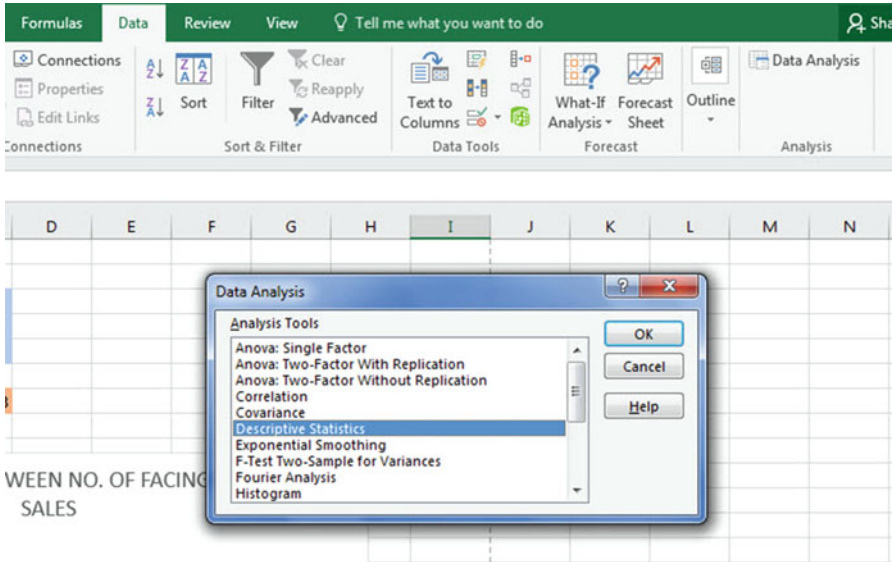 Formulas Data Review View Tell me what you want to do Sha
Connections Clear Data Analysis
Properties Reapply
Edit Links Sort Filter Advanced Text to Columns What-If Analysis Forecast Sheet Outline
Connections Sort & Filter Data Tools Forecast Analysis
D E F G H I J K L M N
Data Analysis
Analysis Tools
Anova: Single Factor
Anova: Two-Factor With Replication
Anova: Two-Factor Without Replication
Correlation
Covariance
Descriptive Statistics
Exponential Smoothing
F-Test Two-Sample for Variances
Fourier Analysis
Histogram
OK
Cancel
Help
WEEN NO. OF FACING
SALES